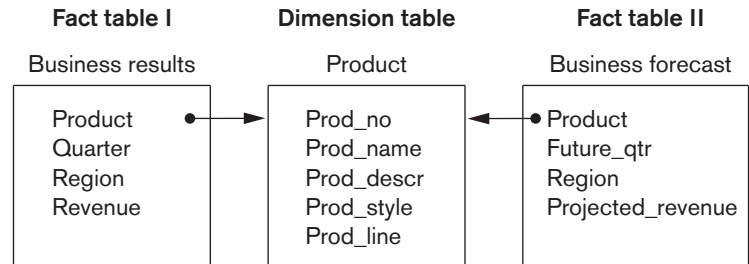 Fact table I
Dimension table
Fact table II
Business results
Product
Business forecast
Product
Quarter
Region
Revenue
Prod_no
Prod_name
Prod_descr
Prod_style
Prod_line
Product
Future_qtr
Region
Projected_revenue